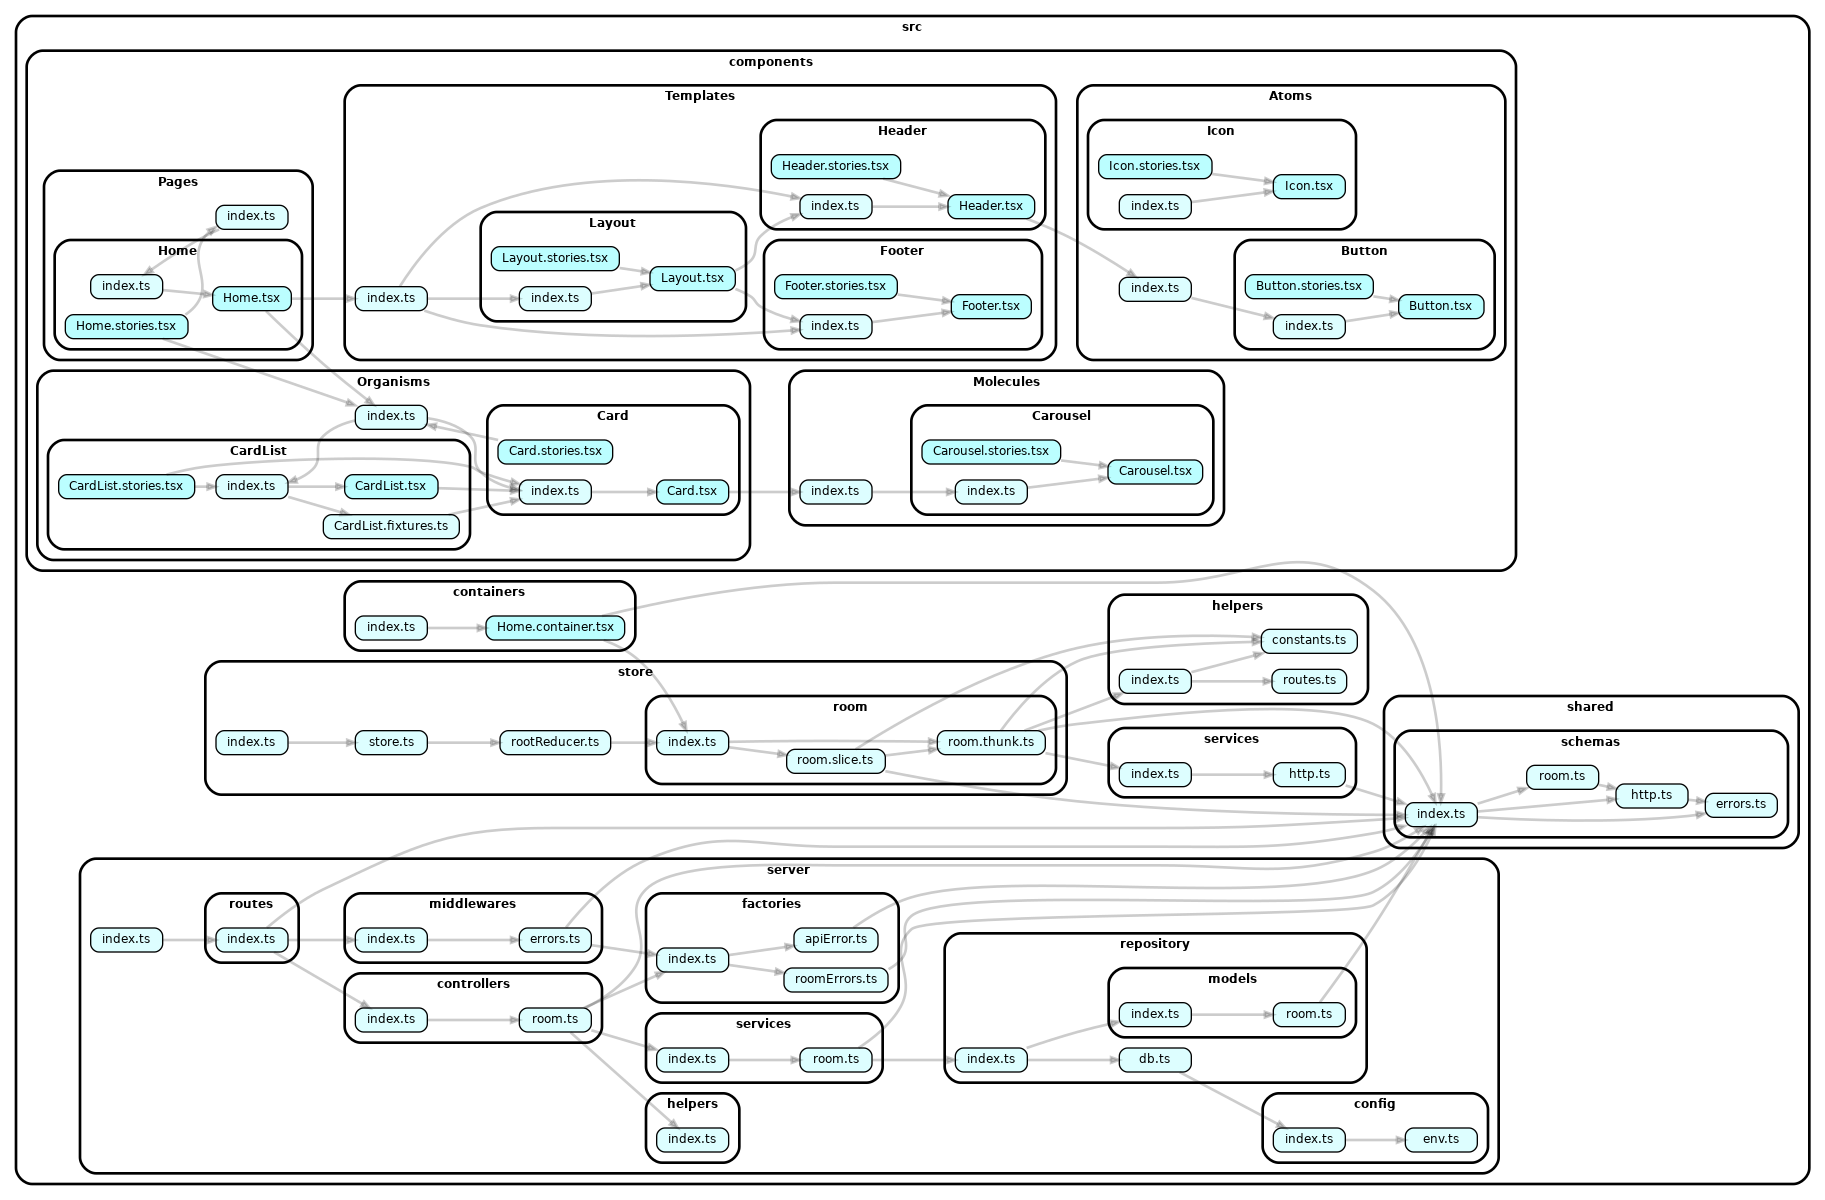 src
components
Templates
Atoms
Header
Icon
Header.stories.tsx
Icon.stories.tsx
Pages
Icon.tsx
index.ts
Header.tsx
index.ts
index.ts
Layout
Home
Footer
Button
Layout.stories.tsx
Layout.tsx
index.ts
Footer.stories.tsx
index.ts
Button.stories.tsx
Home.tsx
index.ts
index.ts
Footer.tsx
Button.tsx
Home.stories.tsx
index.ts
index.ts
Organisms
Molecules
index.ts
Card
Carousel
CardList
Card.stories.tsx
Carousel.stories.tsx
Carousel.tsx
CardList.stories.tsx
index.ts
CardList.tsx
index.ts
Card.tsx
index.ts
index.ts
CardList.fixtures.ts
containers
helpers
index.ts
Home.container.tsx
constants.ts
store
index.ts
routes.ts
room
shared
index.ts
store.ts
rootReducer.ts
index.ts
room.thunk.ts
services
schemas
room.slice.ts
index.ts
http.ts
room.ts
http.ts
errors.ts
index.ts
server
routes
middlewares
factories
index.ts
index.ts
index.ts
errors.ts
apiError.ts
repository
index.ts
roomErrors.ts
models
controllers
index.ts
room.ts
services
index.ts
room.ts
index.ts
room.ts
index.ts
db.ts
helpers
config
index.ts
index.ts
env.ts